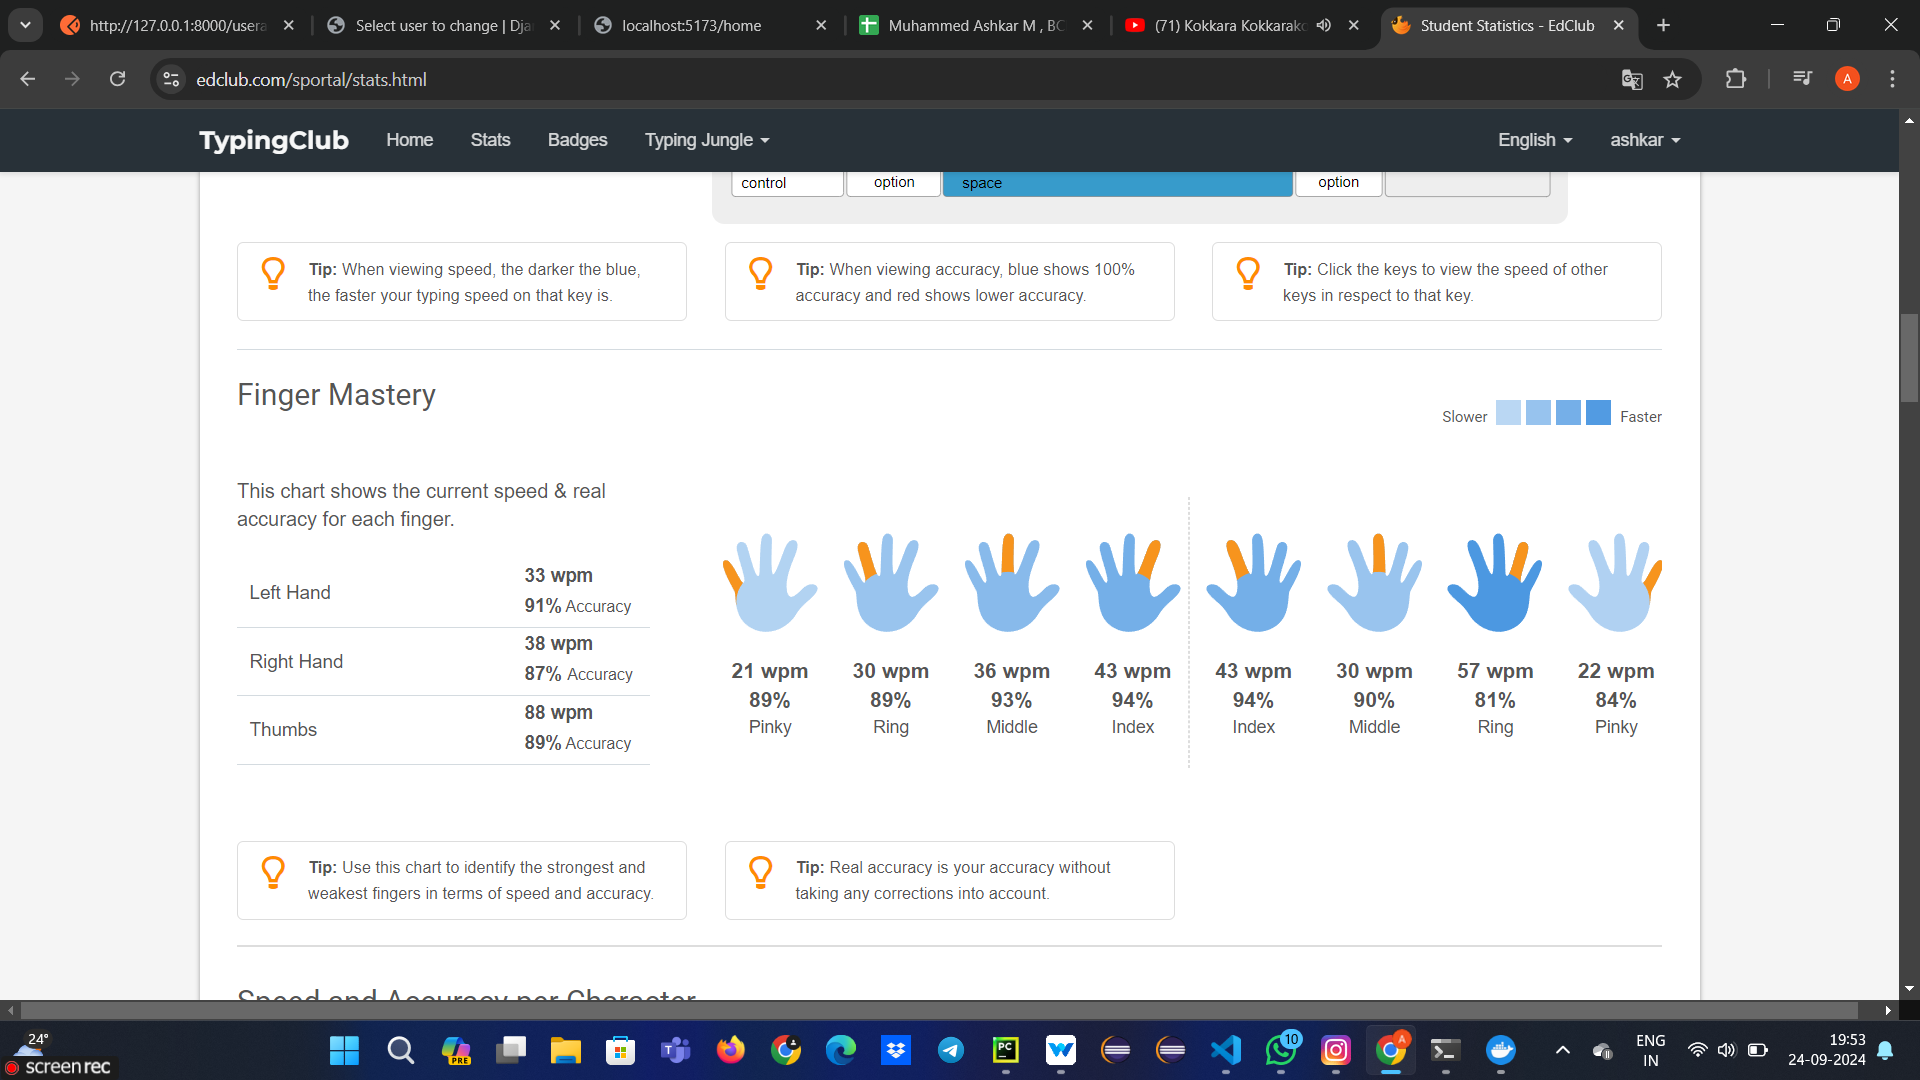 http://127.0.0.1:8000/usera
Select user to change | Dja
localhost:5173/home
Muhammed Ashkar M , BC
(71) Kokkara Kokkarako
Student Statistics - EdClub
edclub.com/sportal/stats.html
A
TypingClub
Home
Stats
Badges
Typing Jungle
English
ashkar
control
option
space
option
Tip: When viewing speed, the darker the blue,
the faster your typing speed on that key is.
Tip: When viewing accuracy, blue shows 100%
accuracy and red shows lower accuracy.
Tip: Click the keys to view the speed of other
keys in respect to that key.
Finger Mastery
Slower
Faster
This chart shows the current speed & real
accuracy for each finger.
Left Hand
33 wpm
91% Accuracy
Right Hand
38 wpm
87% Accuracy
Thumbs
88 wpm
89% Accuracy
21 wpm
89%
Pinky
30 wpm
89%
Ring
36 wpm
93%
Middle
43 wpm
94%
Index
43 wpm
94%
Index
30 wpm
90%
Middle
57 wpm
81%
Ring
22 wpm
84%
Pinky
Tip: Use this chart to identify the strongest and
weakest fingers in terms of speed and accuracy.
Tip: Real accuracy is your accuracy without
taking any corrections into account.
Speed and Accuracy per Character
24°
screenrec
PRE
T
PC
10
A
ENG
IN
19:53
24-09-2024